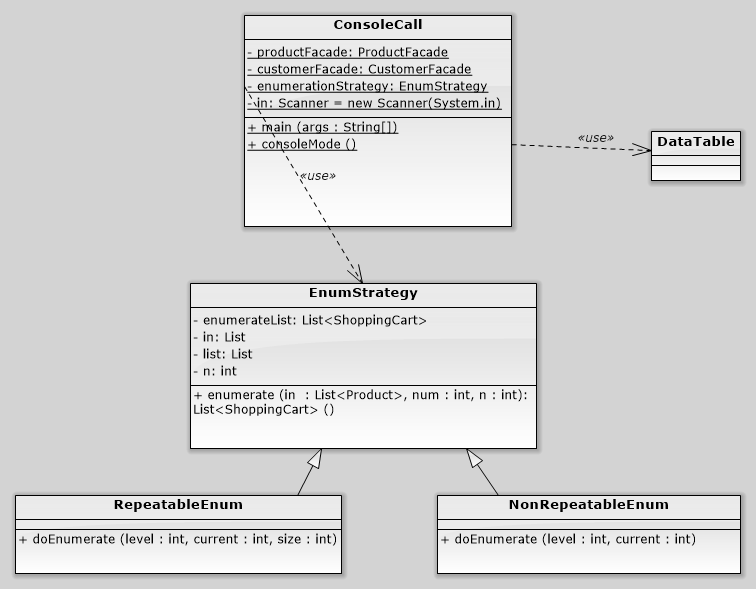 ConsoleCall
- productFacade: ProductFacade
- customerFacade: CustomerFacade
- enumerationStrategy: EnumStrategy
- in: Scanner = new Scanner(System.in)
+ main (args : String[])
+ consoleMode ()
«use»
DataTable
«use»
EnumStrategy
- enumerateList: List<ShoppingCart>
- in: List
- list: List
- n: int
+ enumerate (in : List<Product>, num : int, n : int):
List<ShoppingCart> ()
RepeatableEnum
+ doEnumerate (level : int, current : int, size : int)
NonRepeatableEnum
+ doEnumerate (level : int, current : int)